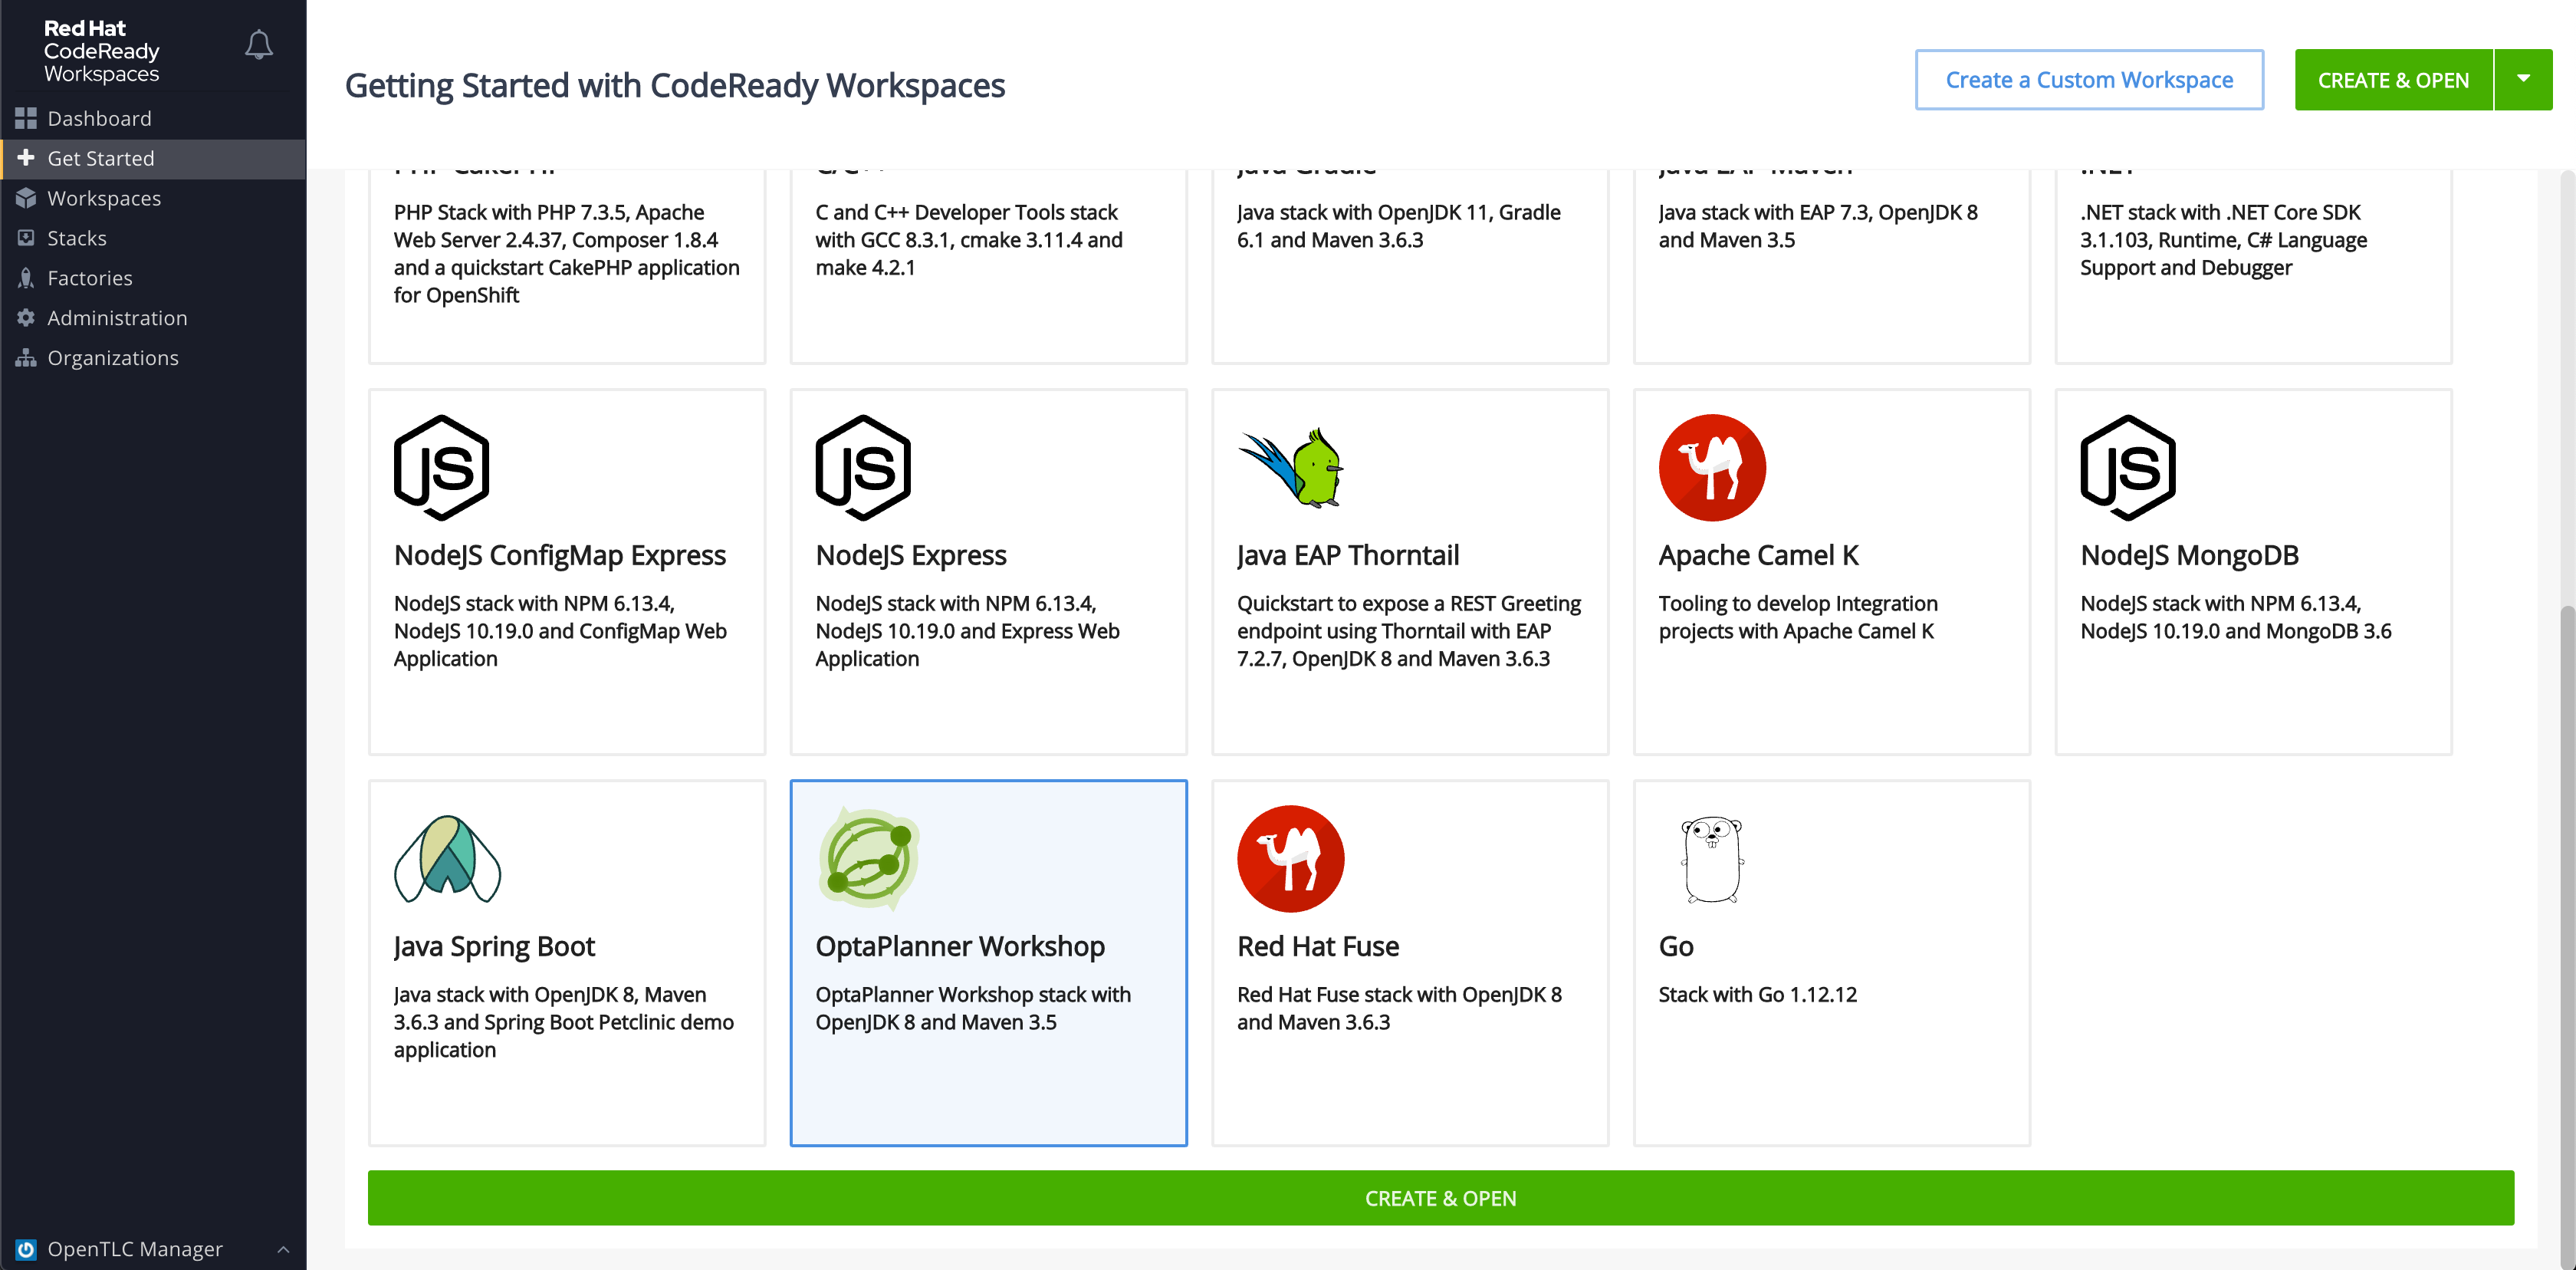 Red Hat
CodeReady
Workspaces
Dashboard
Get Started
Workspaces
Stacks
Factories
Administration
Organizations
OpenTLC Manager
Getting Started with CodeReady Workspaces
Create a Custom Workspace
CREATE & OPEN
PHP CakePHP
PHP Stack with PHP 7.3.5, Apache
Web Server 2.4.37, Composer 1.8.4
and a quickstart CakePHP application
for OpenShift
C/C++
C and C++ Developer Tools stack
with GCC 8.3.1, cmake 3.11.4 and
make 4.2.1
Java Gradle
Java stack with OpenJDK 11, Gradle
6.1 and Maven 3.6.3
Java EAP Maven
Java stack with EAP 7.3, OpenJDK 8
and Maven 3.5
.NET
.NET stack with .NET Core SDK
3.1.103, Runtime, C# Language
Support and Debugger
JS
NodeJS ConfigMap Express
NodeJS stack with NPM 6.13.4,
NodeJS 10.19.0 and ConfigMap Web
Application
JS
NodeJS Express
NodeJS stack with NPM 6.13.4,
NodeJS 10.19.0 and Express Web
Application
Java EAP Thorntail
Quickstart to expose a REST Greeting
endpoint using Thorntail with EAP
7.2.7, OpenJDK 8 and Maven 3.6.3
Apache Camel K
Tooling to develop Integration
projects with Apache Camel K
JS
NodeJS MongoDB
NodeJS stack with NPM 6.13.4,
NodeJS 10.19.0 and MongoDB 3.6
Java Spring Boot
Java stack with OpenJDK 8, Maven
3.6.3 and Spring Boot Petclinic demo
application
OptaPlanner Workshop
OptaPlanner Workshop stack with
OpenJDK 8 and Maven 3.5
Red Hat Fuse
Red Hat Fuse stack with OpenJDK 8
and Maven 3.6.3
Go
Stack with Go 1.12.12
CREATE & OPEN